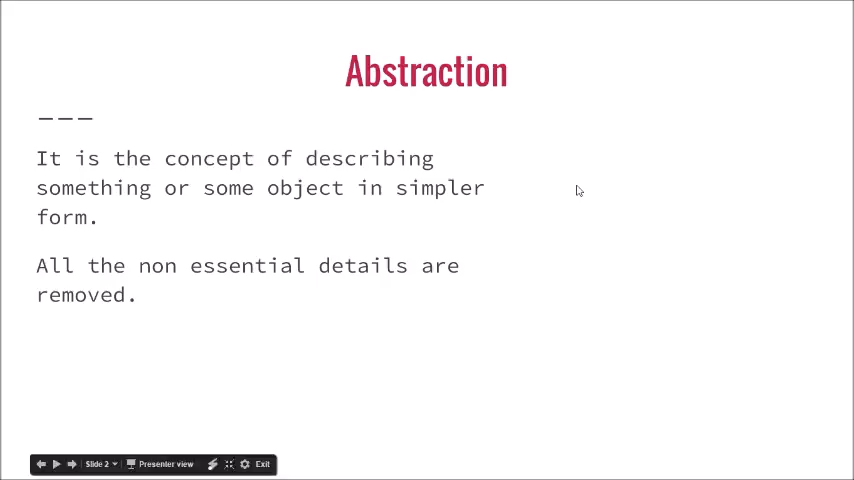 Abstraction
It is the concept of describing
something or some object in simpler
form.
All the non essential details are
removed.
Slide 2
Presenter view
Exit